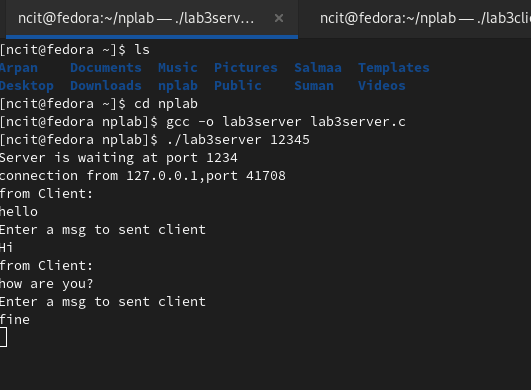 ncit@fedora:~/nplab — ./lab3serv… ×
ncit@fedora:~/nplab — ./lab3clie
[ncit@fedora ~]$ ls
Arpan Documents Music Pictures Salmaa Templates
Desktop Downloads nplab Public Suman Videos
[ncit@fedora ~]$ cd nplab
[ncit@fedora nplab]$ gcc -o lab3server lab3server.c
[ncit@fedora nplab]$ ./lab3server 12345
Server is waiting at port 1234
connection from 127.0.0.1,port 41708
from Client:
hello
Enter a msg to sent client
Hi
from Client:
how are you?
Enter a msg to sent client
fine